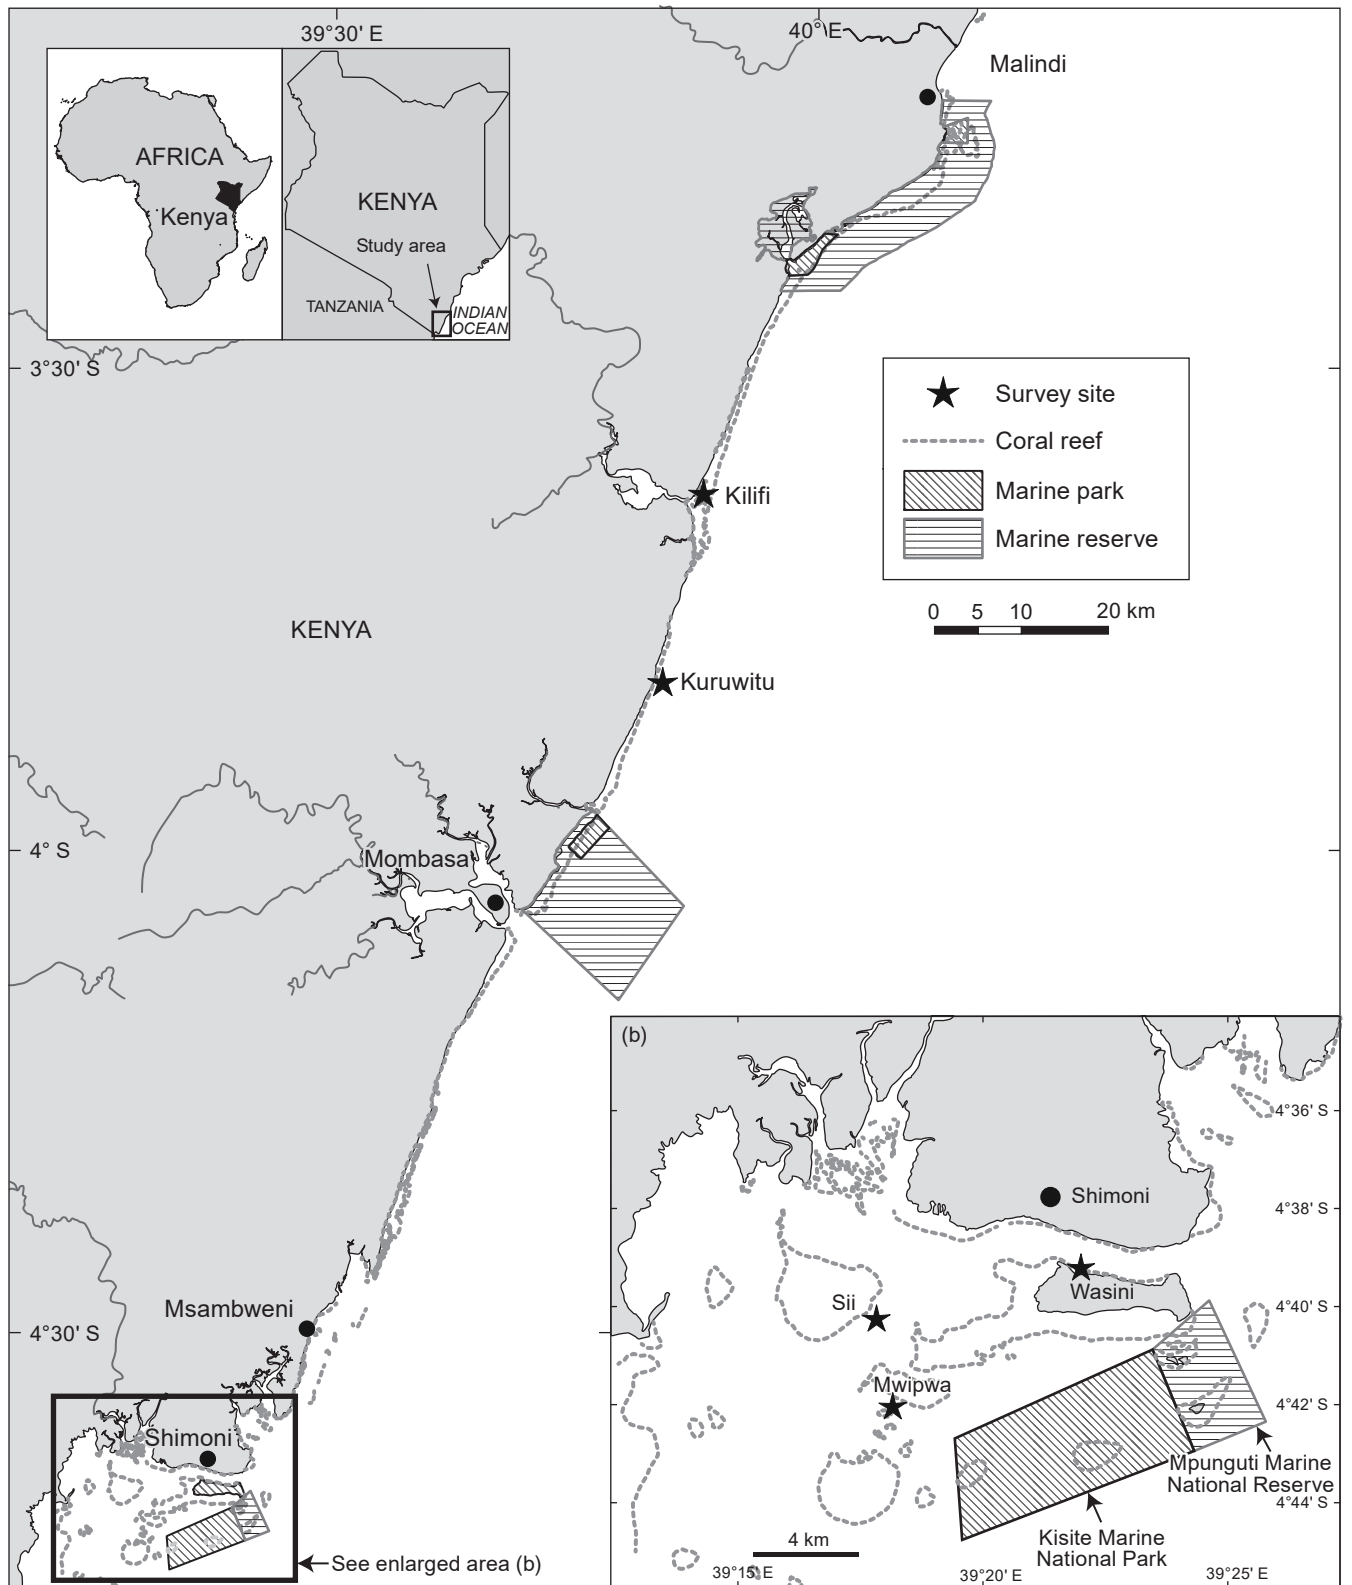 39°30' E
40° E
Malindi
AFRICA
Kenya
KENYA
Study area
TANZANIA
INDIAN
OCEAN
3°30' S
Survey site
Coral reef
Marine park
Marine reserve
Kilifi
0 5 10 20 km
KENYA
Kuruwitu
4° S
Mombasa
(b)
4°36' S
Shimoni
4°38' S
Wasini
Sii
4°40' S
Msambweni
4°30' S
Mwipwa
4°42' S
Shimoni
Mpunguti Marine
National Reserve
4°44' S
Kisite Marine
National Park
4 km
See enlarged area (b)
39°15' E
39°20' E
39°25' E